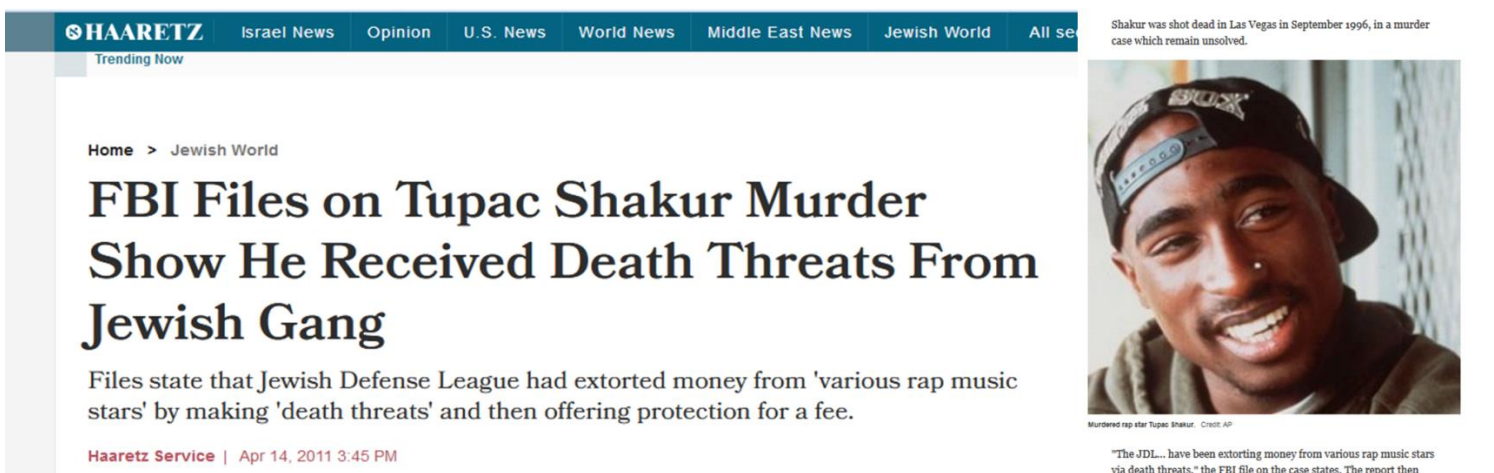 HAARETZ Israel News Opinion U.S. News World News Middle East News Jewish World All
Trending Now
Home > Jewish World
FBI Files on Tupac Shakur Murder
Show He Received Death Threats From
Jewish Gang
Files state that Jewish Defense League had extorted money from 'various rap music
stars' by making 'death threats' and then offering protection for a fee.
Haaretz Service | Apr 14, 2011 3:45 PM
Shakur was shot dead in Las Vegas in September 1996, in a murder
case which remain unsolved.
SOX
Murdered rap star Tupac Shakur. Credit: AP
"The JDL... have been extorting money from various rap music stars
via death threats," the FBI file on the case states. The report then